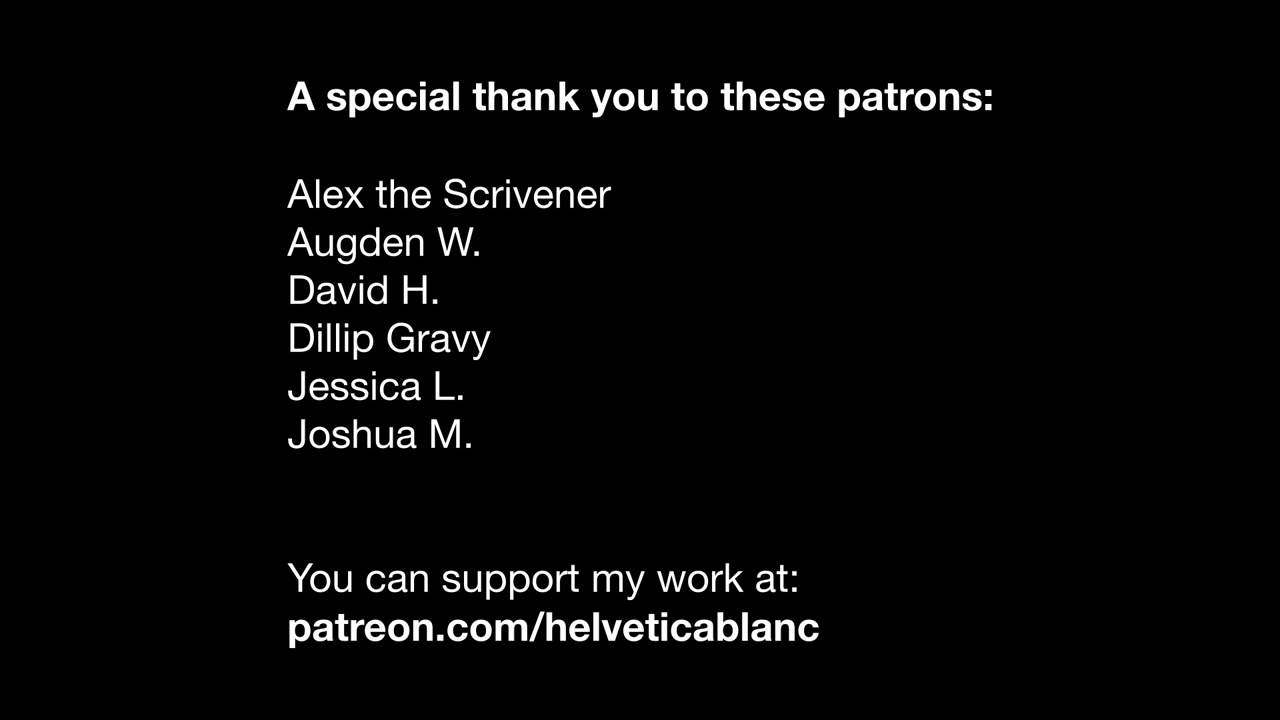 A special thank you to these patrons:
Alex the Scrivener
Augden W.
David H.
Dillip Gravy
Jessica L.
Joshua M.
You can support my work at:
patreon.com/helveticablanc